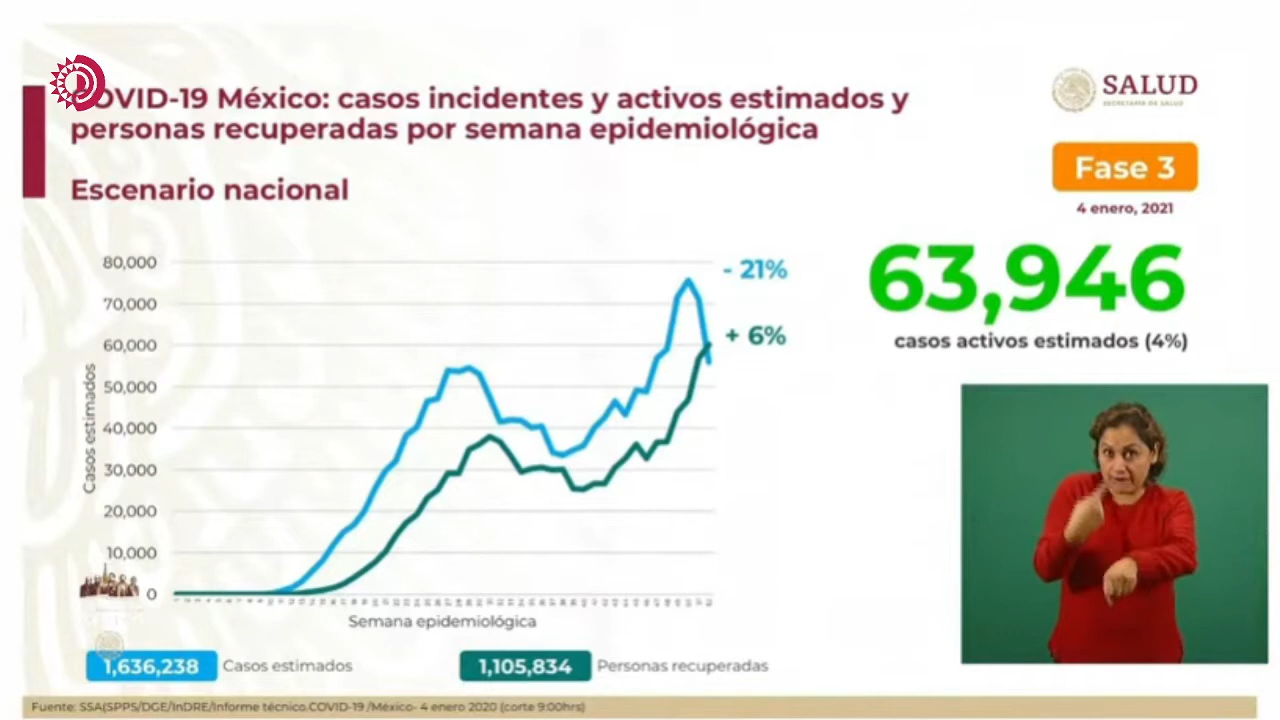 COVID-19 México: casos incidentes y activos estimados y
personas recuperadas por semana epidemiológica
Escenario nacional
SALUD
SECRETARÍA DE SALUD
Fase 3
4 enero, 2021
63,946
casos activos estimados (4%)
- 21%
+ 6%
80,000
70,000
60,000
50,000
40,000
30,000
20,000
10,000
0
Casos estimados
Semana epidemiológica
1,636,238 Casos estimados
1,105,834 Personas recuperadas
Fuente: SSA(SPPS/DGE/InDRE/Informe técnico.COVID-19 /México- 4 enero 2020 (corte 9:00hrs)